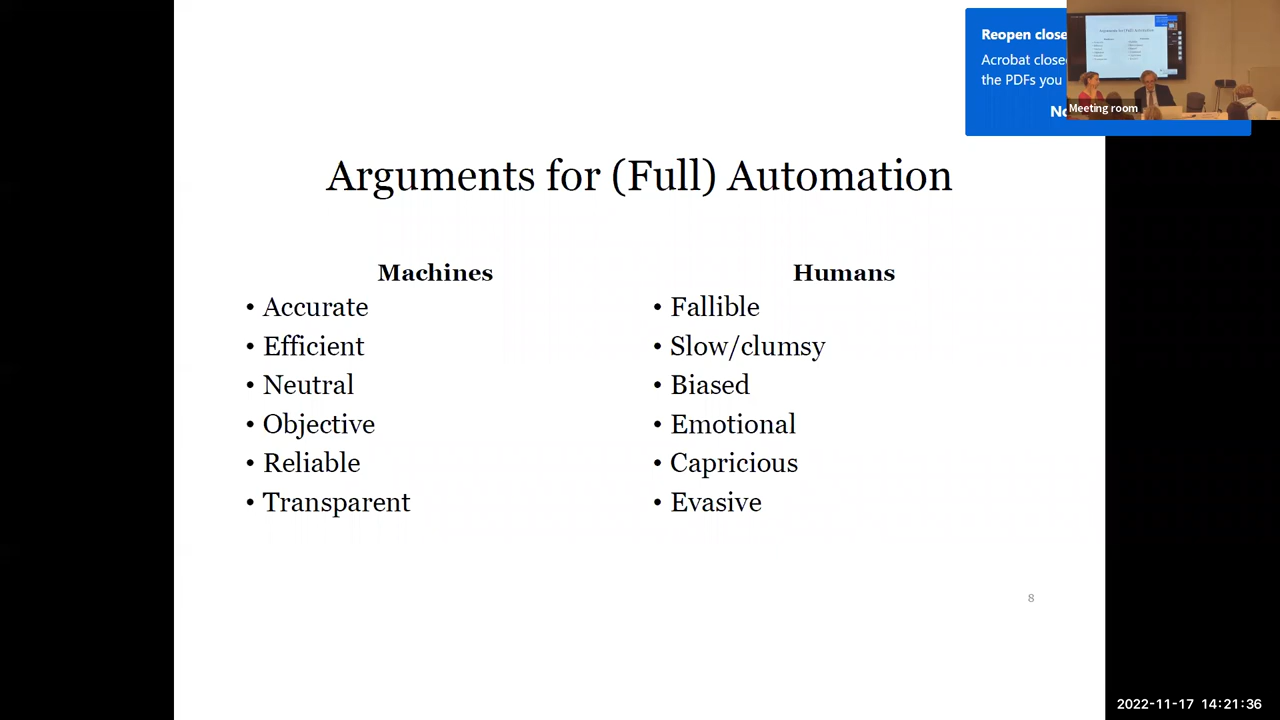 Reopen close
Acrobat close
the PDFs you
Meeting room
Arguments for (Full) Automation
Machines
• Accurate
• Efficient
• Neutral
• Objective
• Reliable
• Transparent
Humans
• Fallible
• Slow/clumsy
• Biased
• Emotional
• Capricious
• Evasive
8
2022-11-17 14:21:36